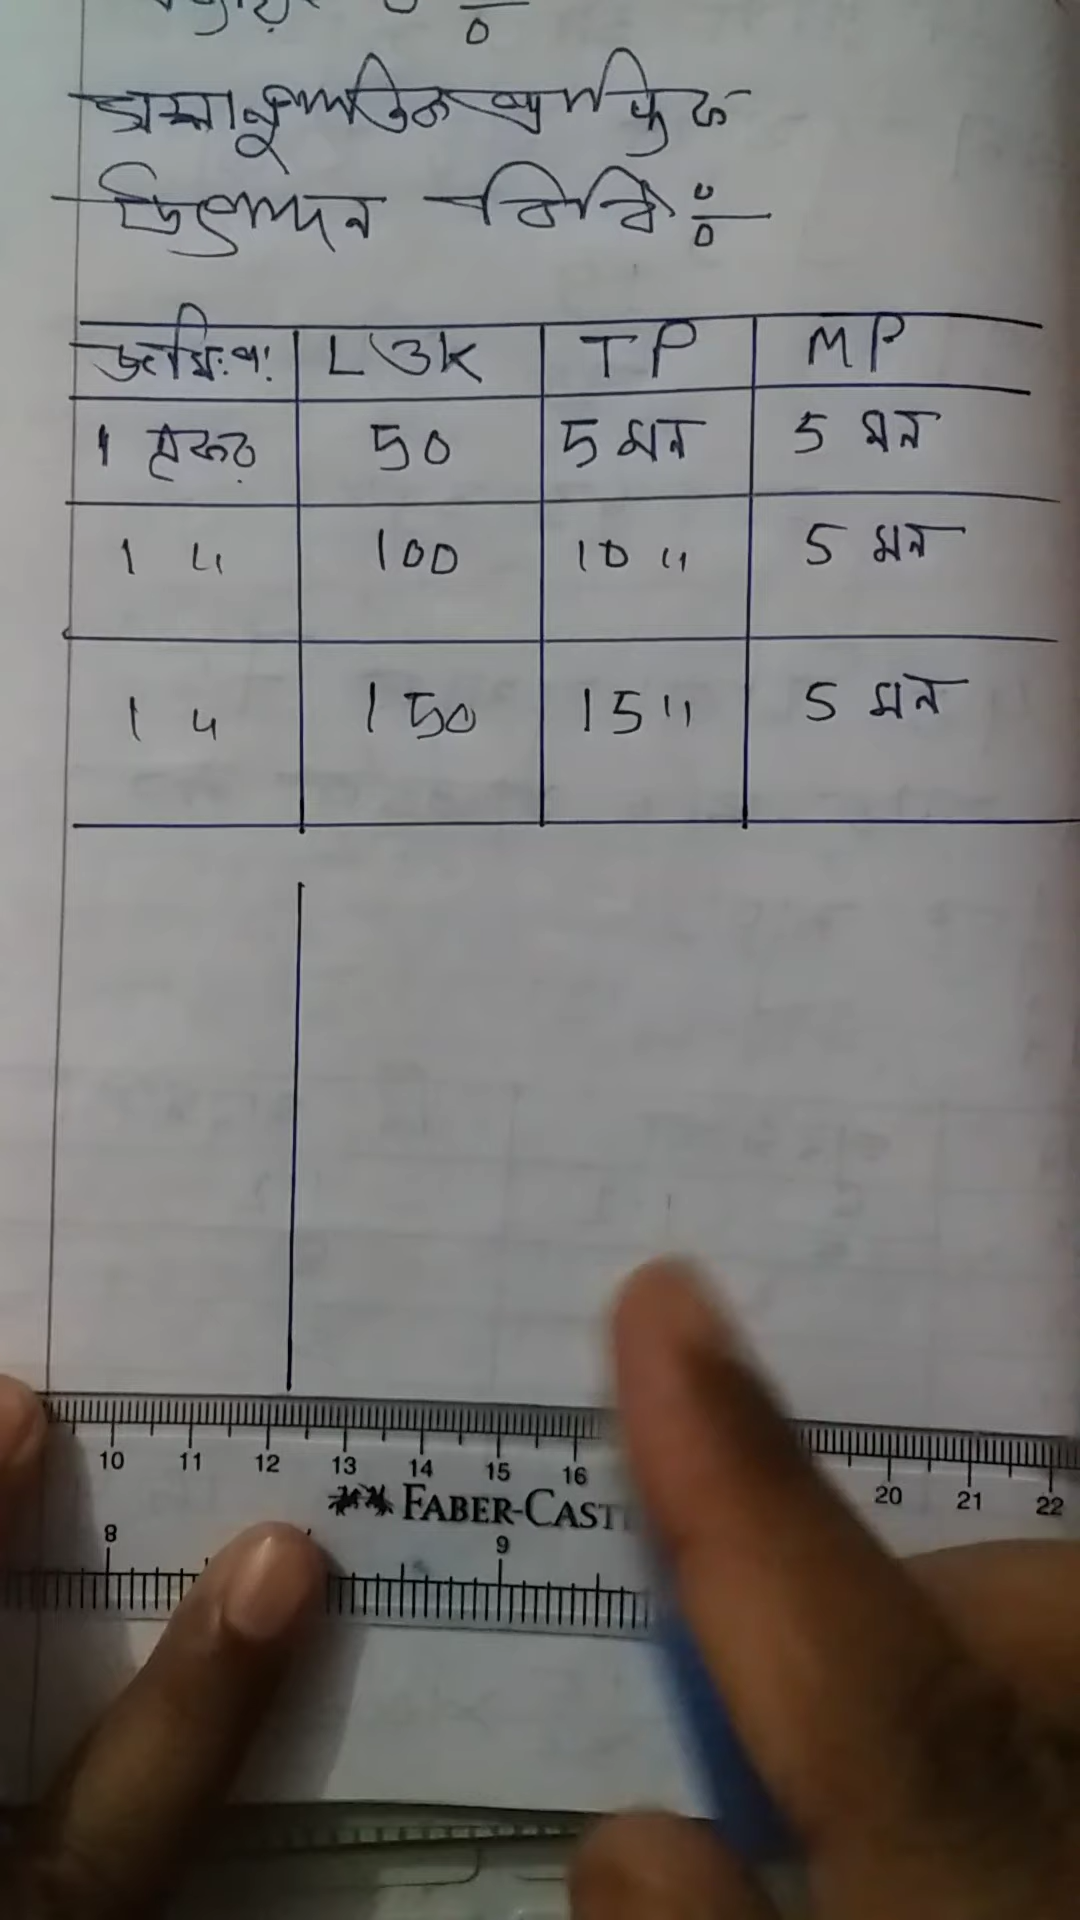 সমানুপাতিক প্রান্তিক
উৎপাদন বিধিঃ
জমিঃপঃ L ও K TP MP
1 একর 50 5 মন 5 মন
1 " 100 10 " 5 মন
1 " 150 15 " 5 মন
10 11 12 13 14 15 16 20 21 22
FABER-CAST
8 9